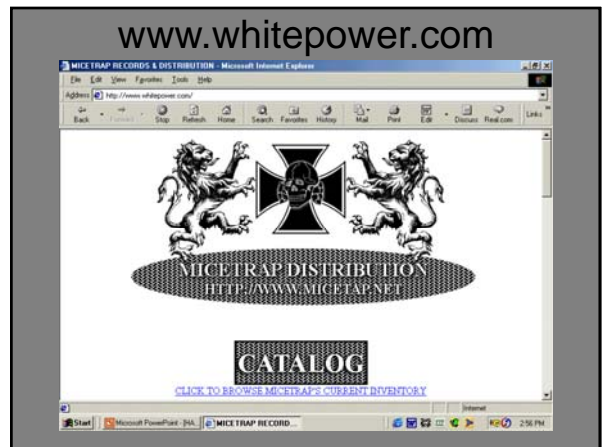 www.whitepower.com
MICETRAP RECORDS & DISTRIBUTION - Microsoft Internet Explorer
File Edit View Favorites Tools Help
Address http://www.whitepower.com/
Back Forward Stop Refresh Home Search Favorites History Mail Print Edit Discuss Real.com Links »
MICETRAP DISTRIBUTION
HTTP://WWW.MICETAP.NET
CATALOG
CLICK TO BROWSE MICETRAP'S CURRENT INVENTORY
Internet
Start Microsoft PowerPoint - [HA... MICETRAP RECORD... 2:56 PM